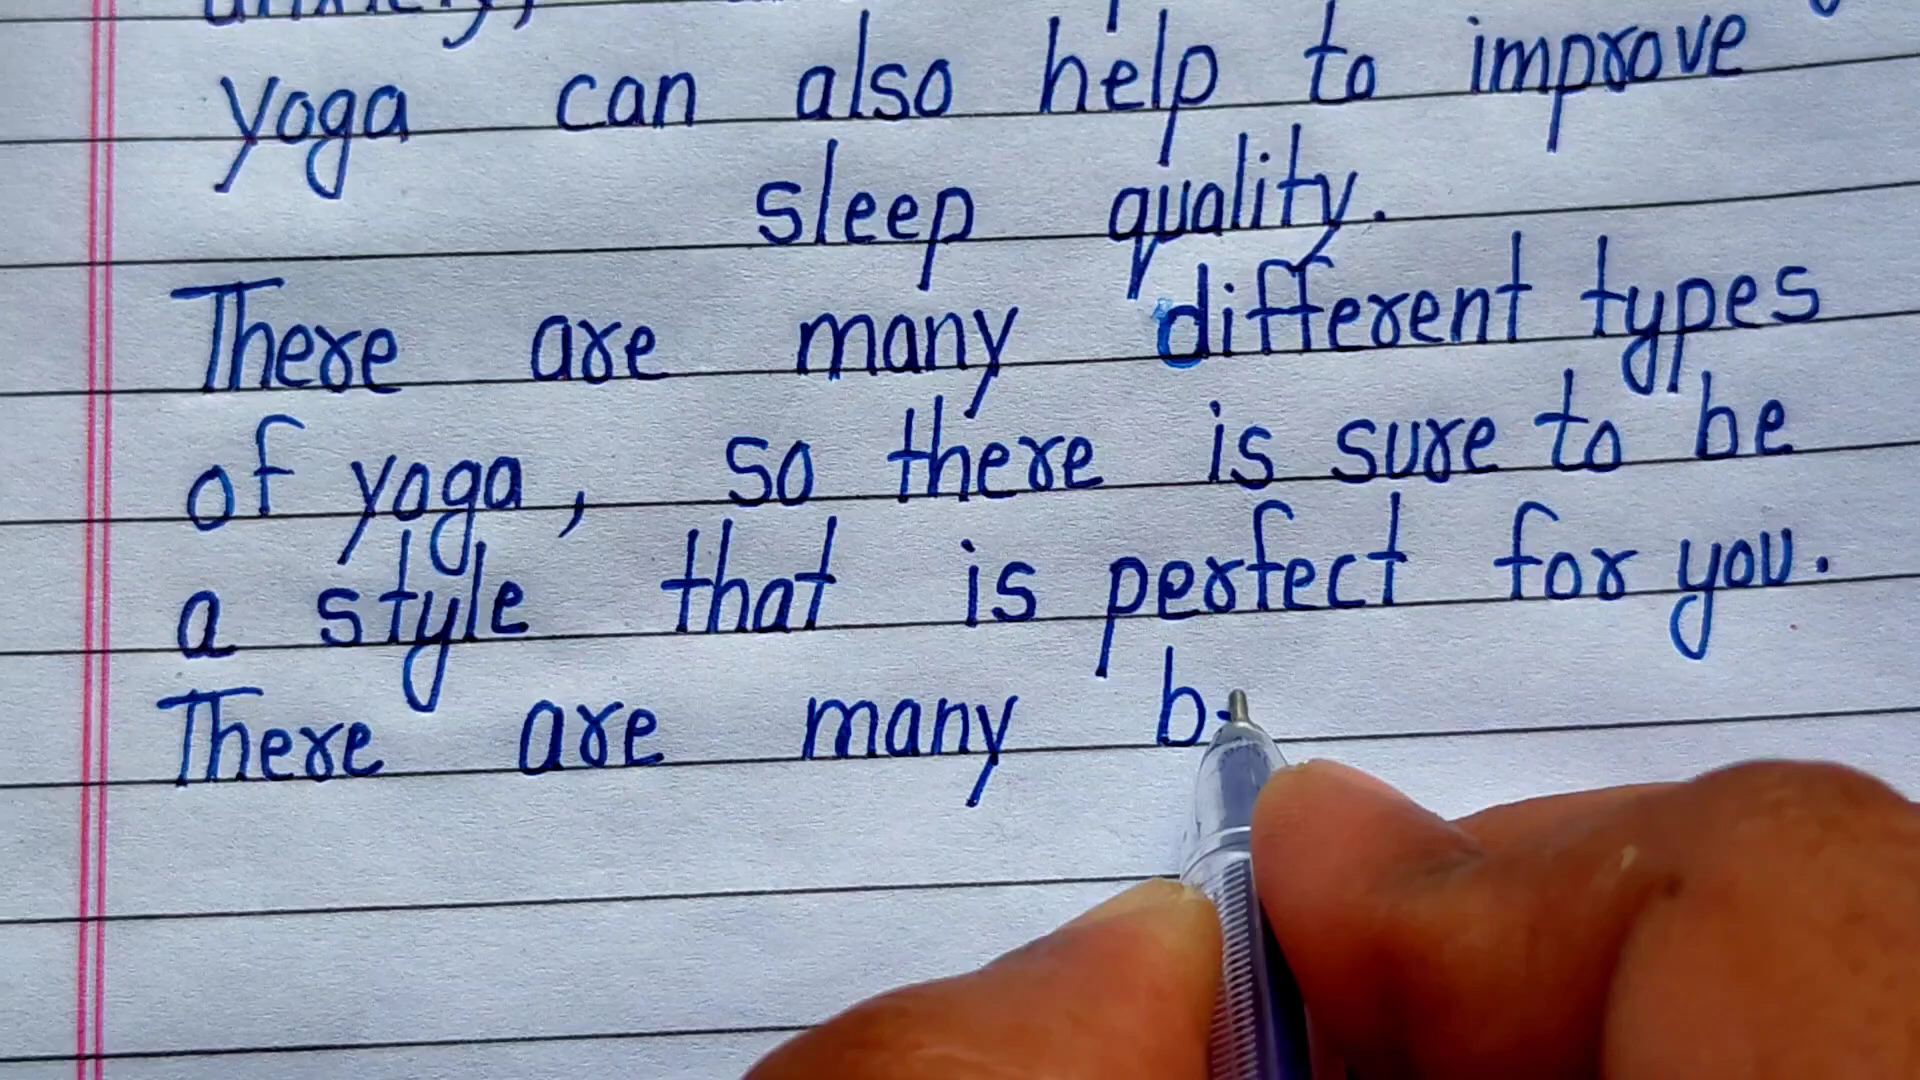 yoga can also help to improve
sleep quality.
There are many different types
of yoga, so there is sure to be
a style that is perfect for you.
There are many b